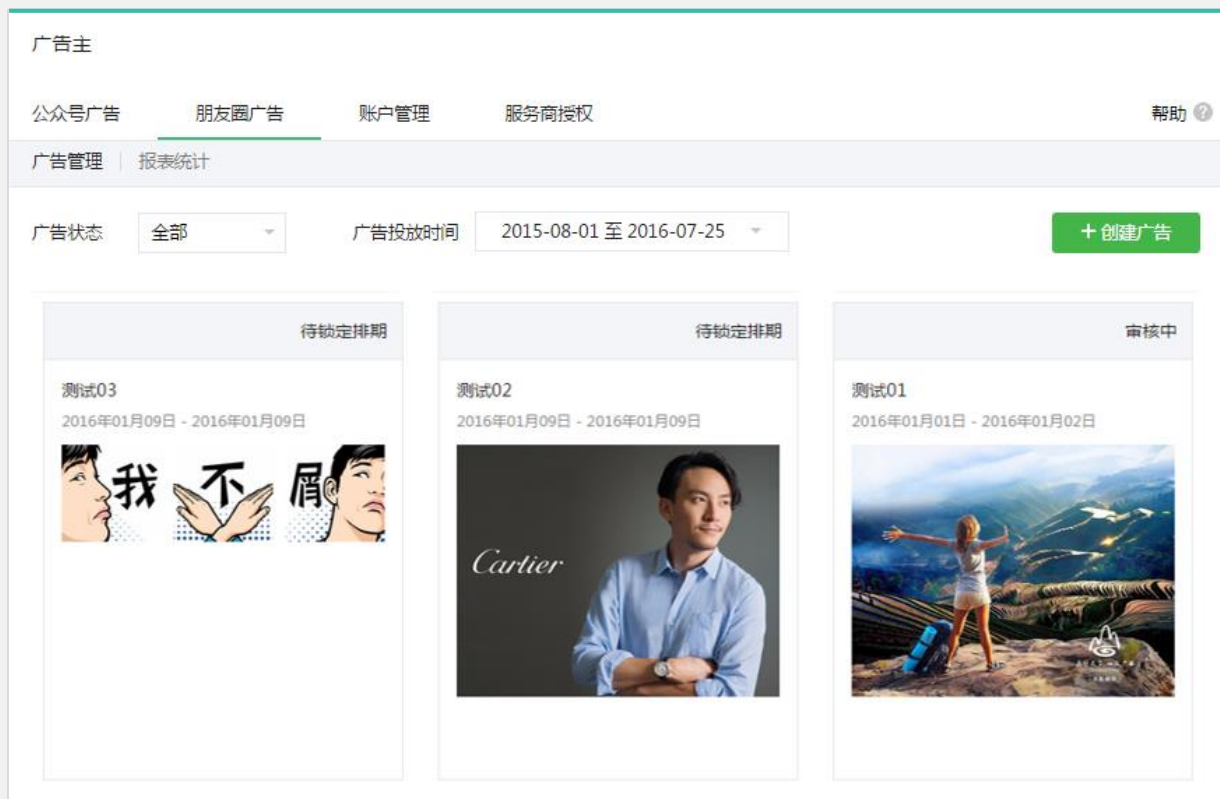 广告主
公众号广告 朋友圈广告 账户管理 服务商授权 帮助
广告管理 报表统计
广告状态 全部 广告投放时间 2015-08-01 至 2016-07-25 + 创建广告
待锁定排期 待锁定排期 审核中
测试03 测试02 测试01
2016年01月09日 - 2016年01月09日 2016年01月09日 - 2016年01月09日 2016年01月01日 - 2016年01月02日
我 不 屑
Cartier